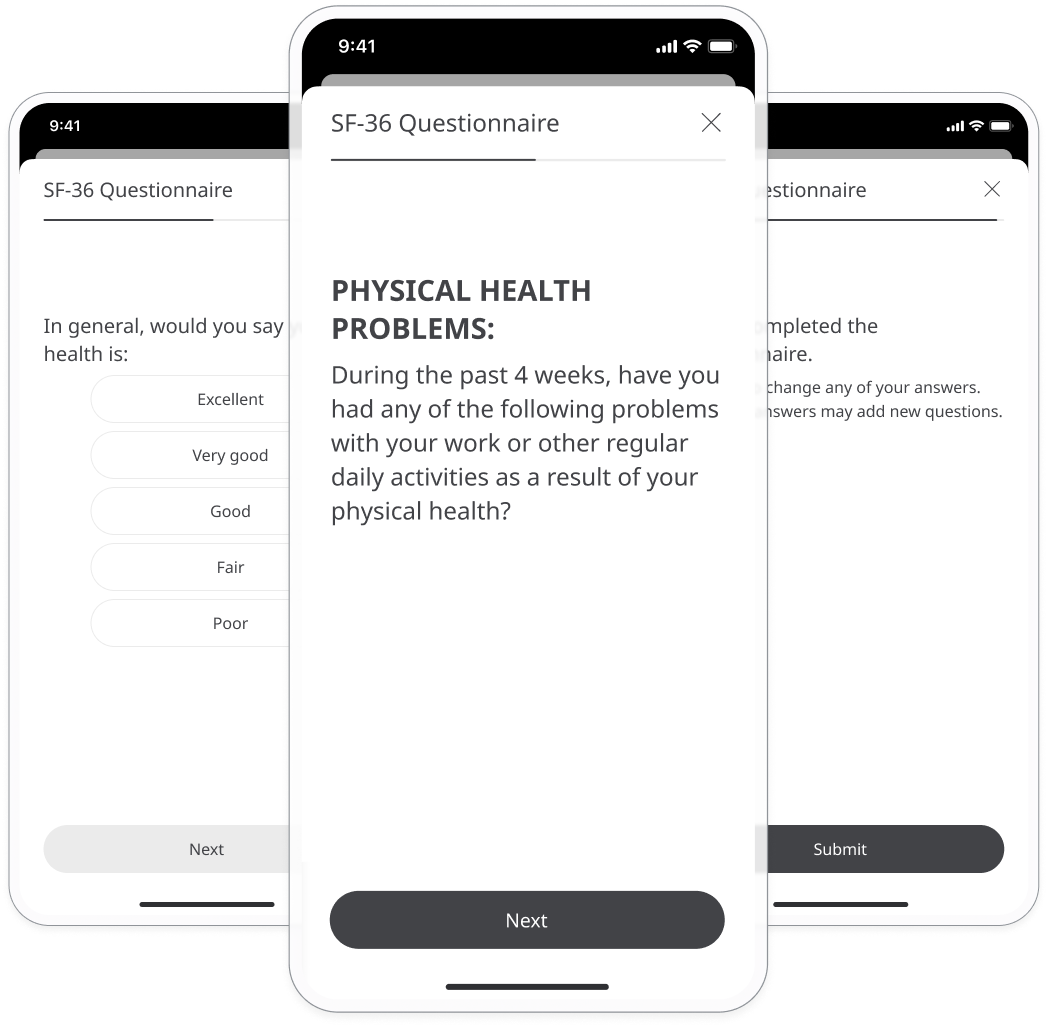 9:41
SF-36 Questionnaire
In general, would you say
health is:
Excellent
Very good
Good
Fair
Poor
Next
9:41
SF-36 Questionnaire
PHYSICAL HEALTH
PROBLEMS:
During the past 4 weeks, have you
had any of the following problems
with your work or other regular
daily activities as a result of your
physical health?
Next
estionnaire
mpleted the
naire.
change any of your answers.
nswers may add new questions.
Submit